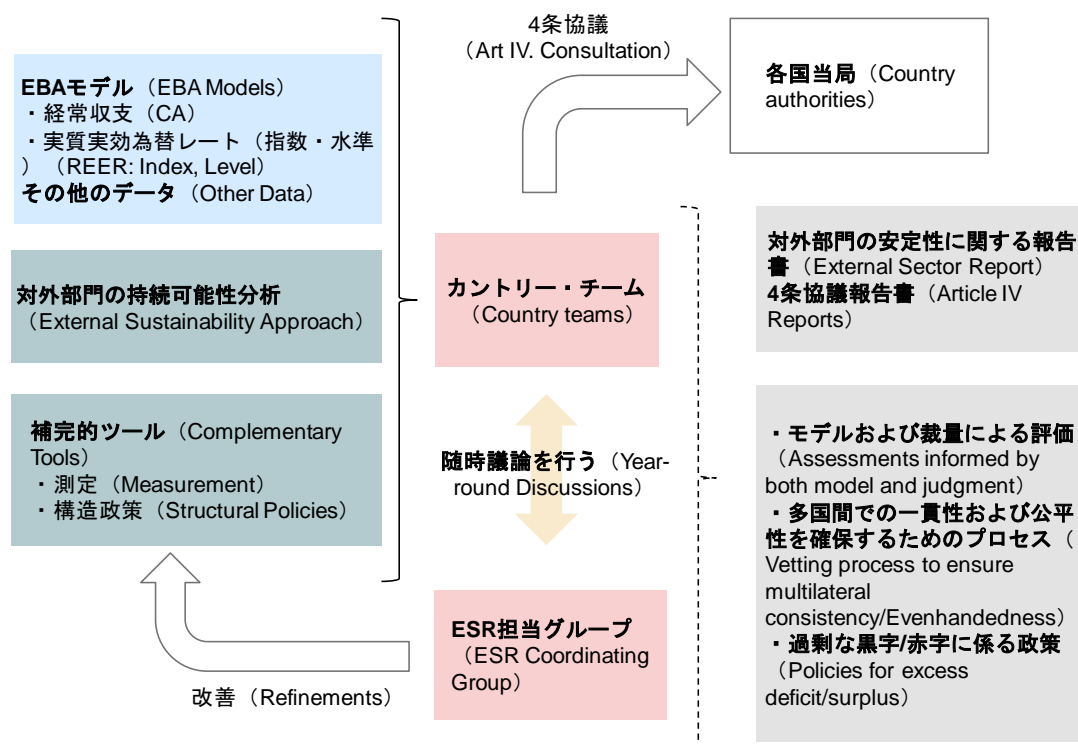 4条協議
（Art IV. Consultation）
EBAモデル（EBA Models）
・経常収支（CA）
・実質実効為替レート（指数・水準
）（REER: Index, Level）
その他のデータ（Other Data）
各国当局（Country
authorities）
対外部門の持続可能性分析
（External Sustainability Approach）
カントリー・チーム
（Country teams）
対外部門の安定性に関する報告
書（External Sector Report）
4条協議報告書（Article IV
Reports）
補完的ツール（Complementary
Tools）
・測定（Measurement）
・構造政策（Structural Policies）
随時議論を行う（Year-
round Discussions）
・モデルおよび裁量による評価
（Assessments informed by
both model and judgment）
・多国間での一貫性および公平
性を確保するためのプロセス（
Vetting process to ensure
multilateral
consistency/Evenhandedness）
・過剰な黒字/赤字に係る政策
（Policies for excess
deficit/surplus）
ESR担当グループ
（ESR Coordinating
Group）
改善（Refinements）